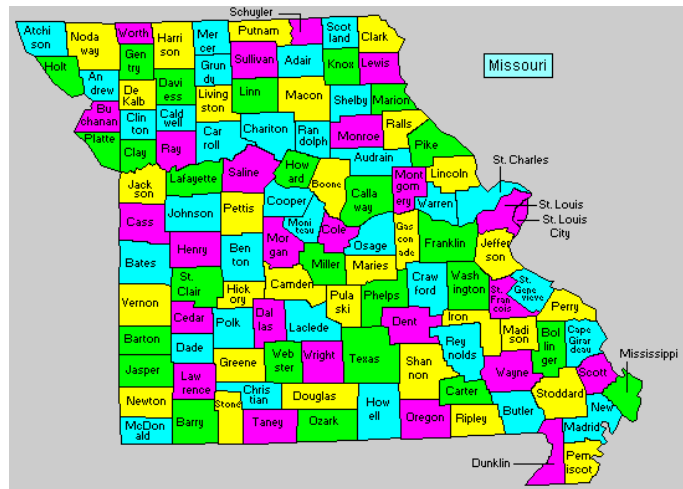 Schuyler
Atchi
son
Noda
way
Worth
Harri
son
Mer
cer
Putnam
Scot
land
Clark
Holt
Gen
try
Grun
dy
Sullivan
Adair
Knox
Lewis
Missouri
An
drew
De
Kalb
Davi
ess
Living
ston
Linn
Macon
Shelby
Marion
Bu
chanan
Clin
ton
Cald
well
Car
roll
Chariton
Ran
dolph
Monroe
Ralls
Platte
Clay
Ray
Audrain
Pike
Jack
son
Lafayette
Saline
How
ard
Boone
Calla
way
Mont
gom
ery
Lincoln
St. Charles
Warren
St. Louis
St. Louis
City
Cass
Johnson
Pettis
Cooper
Moni
teau
Cole
Osage
Gas
con
ade
Franklin
Jeffer
son
Bates
Henry
Ben
ton
Mor
gan
Miller
Maries
St.
Clair
Hick
ory
Camden
Pula
ski
Phelps
Craw
ford
Wash
ington
St.
Fran
cois
St.
Gene
vieve
Perry
Vernon
Cedar
Polk
Dal
las
Laclede
Dent
Iron
Madi
son
Bol
lin
ger
Cape
Girar
deau
Mississippi
Barton
Dade
Greene
Web
ster
Wright
Texas
Shan
non
Rey
nolds
Wayne
Scott
Jasper
Law
rence
Chris
tian
Douglas
How
ell
Carter
Stoddard
New
Madrid
Newton
Stone
Taney
Ozark
Oregon
Ripley
Butler
McDon
ald
Barry
Dunklin
Pem
iscot